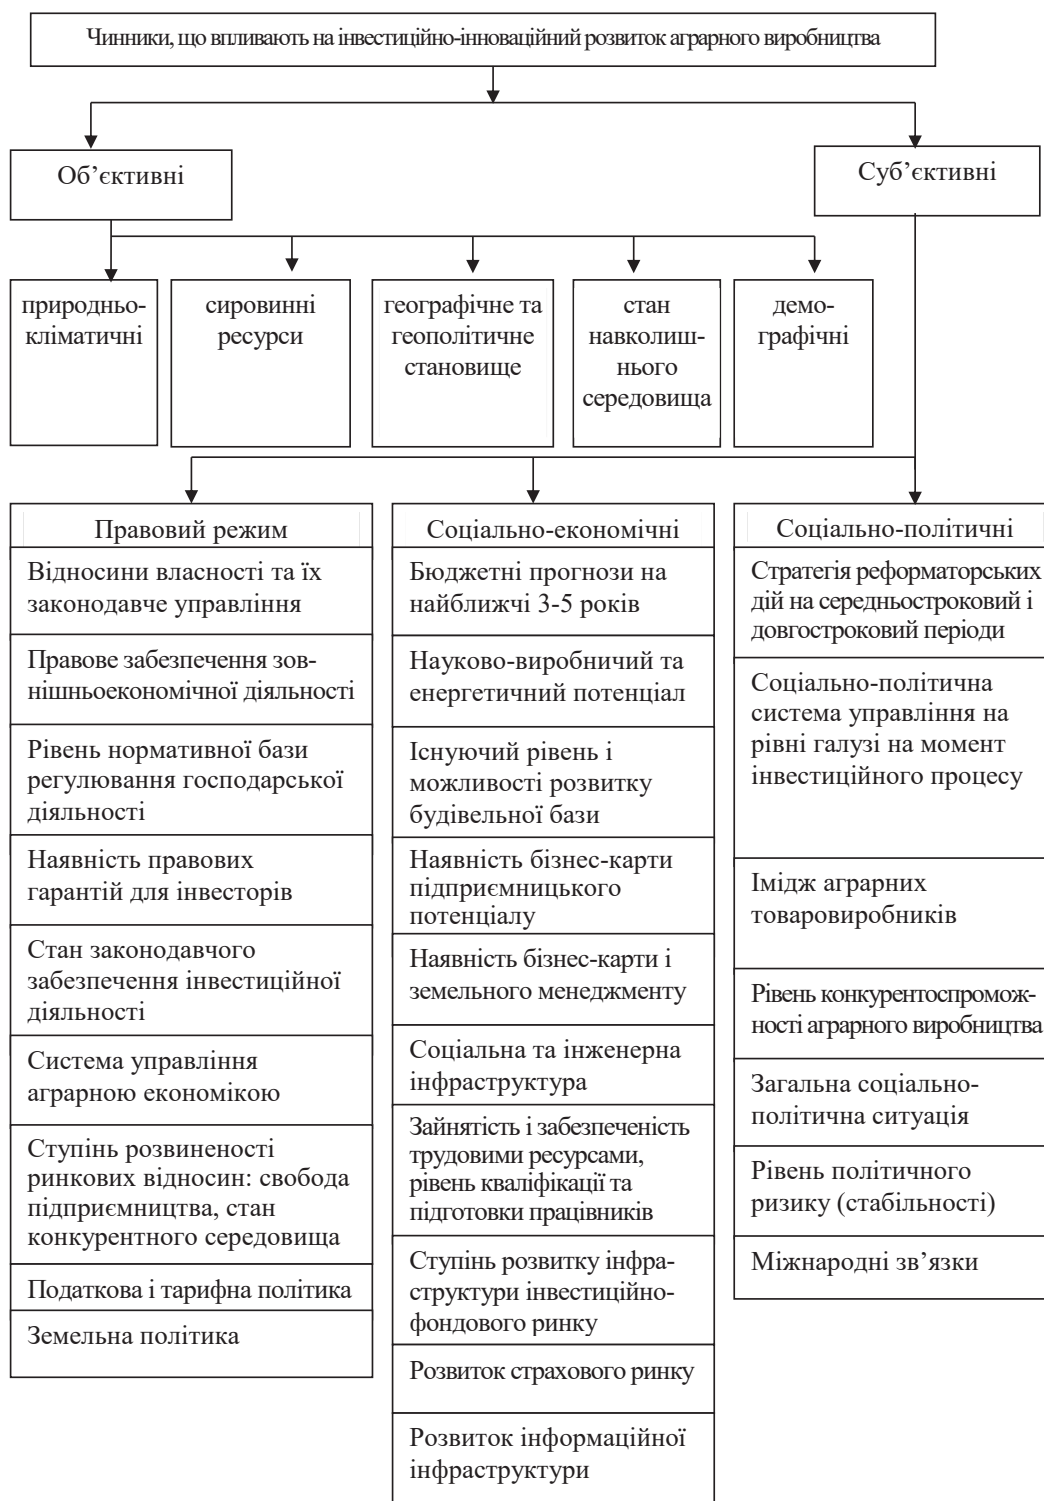 Чинники, що впливають на інвестиційно-інноваційний розвиток аграрного виробництва
Об’єктивні
Суб’єктивні
природньо-
кліматичні
сировинні
ресурси
географічне та
геополітичне
становище
стан
навколиш-
нього
середовища
демо-
графічні
Правовий режим
Відносини власності та їх
законодавче управління
Правове забезпечення зов-
нішньоекономічної діяльності
Рівень нормативної бази
регулювання господарської
діяльності
Наявність правових
гарантій для інвесторів
Стан законодавчого
забезпечення інвестиційної
діяльності
Система управління
аграрною економікою
Ступінь розвиненості
ринкових відносин: свобода
підприємництва, стан
конкурентного середовища
Податкова і тарифна політика
Земельна політика
Соціально-економічні
Бюджетні прогнози на
найближчі 3-5 років
Науково-виробничий та
енергетичний потенціал
Існуючий рівень і
можливості розвитку
будівельної бази
Наявність бізнес-карти
підприємницького
потенціалу
Наявність бізнес-карти і
земельного менеджменту
Соціальна та інженерна
інфраструктура
Зайнятість і забезпеченість
трудовими ресурсами,
рівень кваліфікації та
підготовки працівників
Ступінь розвитку інфра-
структури інвестиційно-
фондового ринку
Розвиток страхового ринку
Розвиток інформаційної
інфраструктури
Соціально-політичні
Стратегія реформаторських
дій на середньостроковий і
довгостроковий періоди
Соціально-політична
система управління на
рівні галузі на момент
інвестиційного процесу
Імідж аграрних
товаровиробників
Рівень конкурентоспромож-
ності аграрного виробництва
Загальна соціально-
політична ситуація
Рівень політичного
ризику (стабільності)
Міжнародні зв’язки